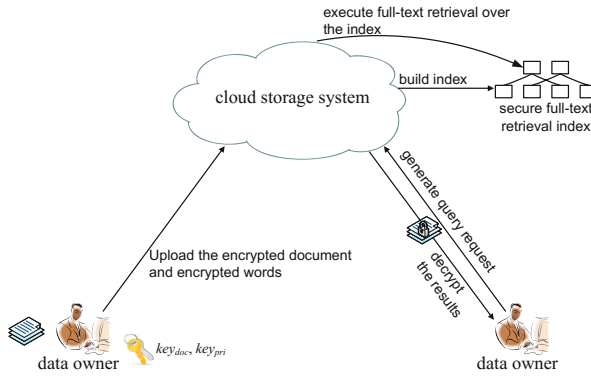 execute full-text retrieval over
the index
build index
cloud storage system
secure full-text
retrieval index
generate query request
decrypt
the results
Upload the encrypted document
and encrypted words
key_doc, key_pri
data owner
data owner